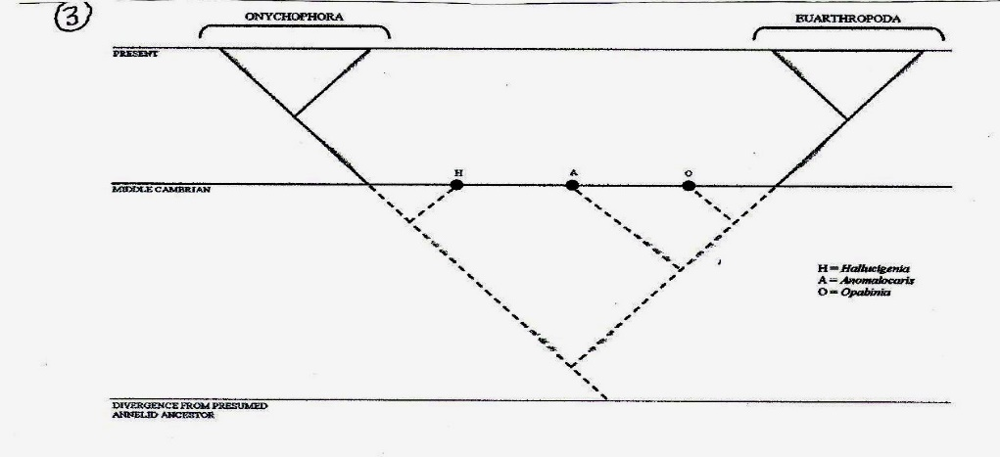 3
ONYCHOPHORA
EUARTHROPODA
PRESENT
H
A
O
MIDDLE CAMBRIAN
H = Hallucigenia
A = Anomalocaris
O = Opabinia
DIVERGENCE FROM PRESUMED
ANNELID ANCESTOR